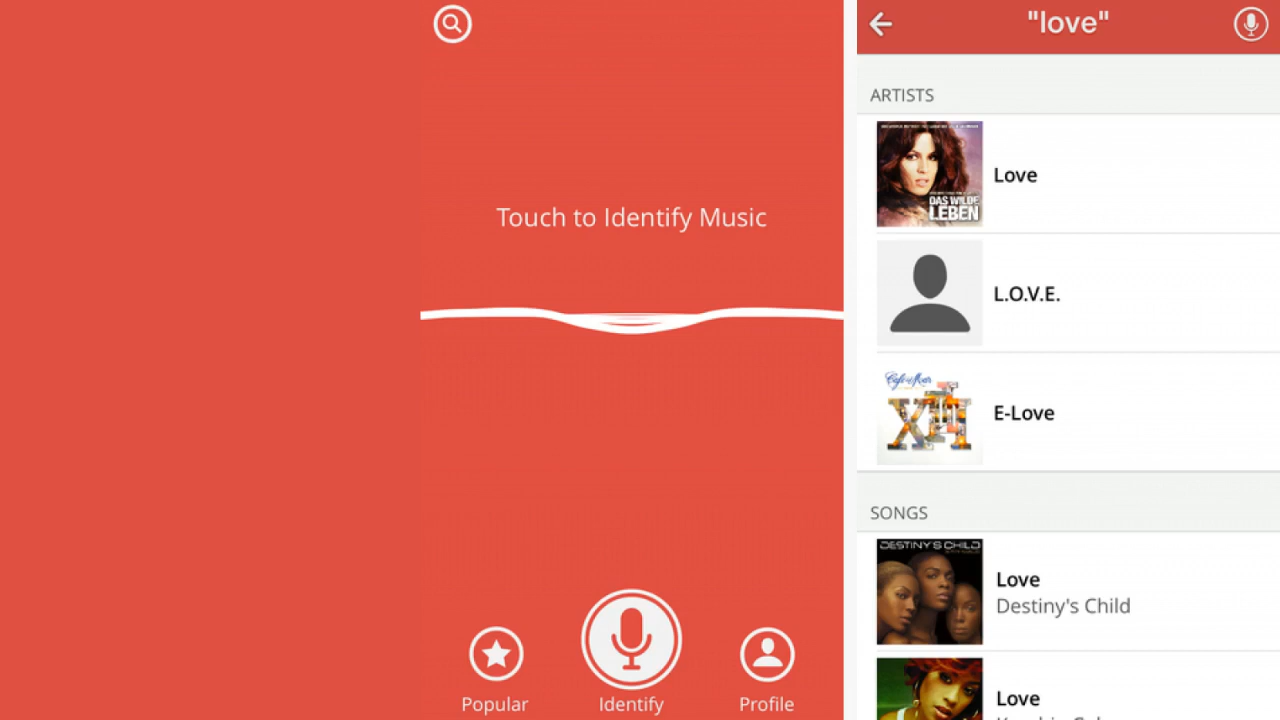 Touch to Identify Music
Popular
Identify
Profile
"love"
ARTISTS
DAS WILDE
LEBEN
Love
L.O.V.E.
XIII
E-Love
SONGS
DESTINY'S CHILD
Love
Destiny's Child
Love